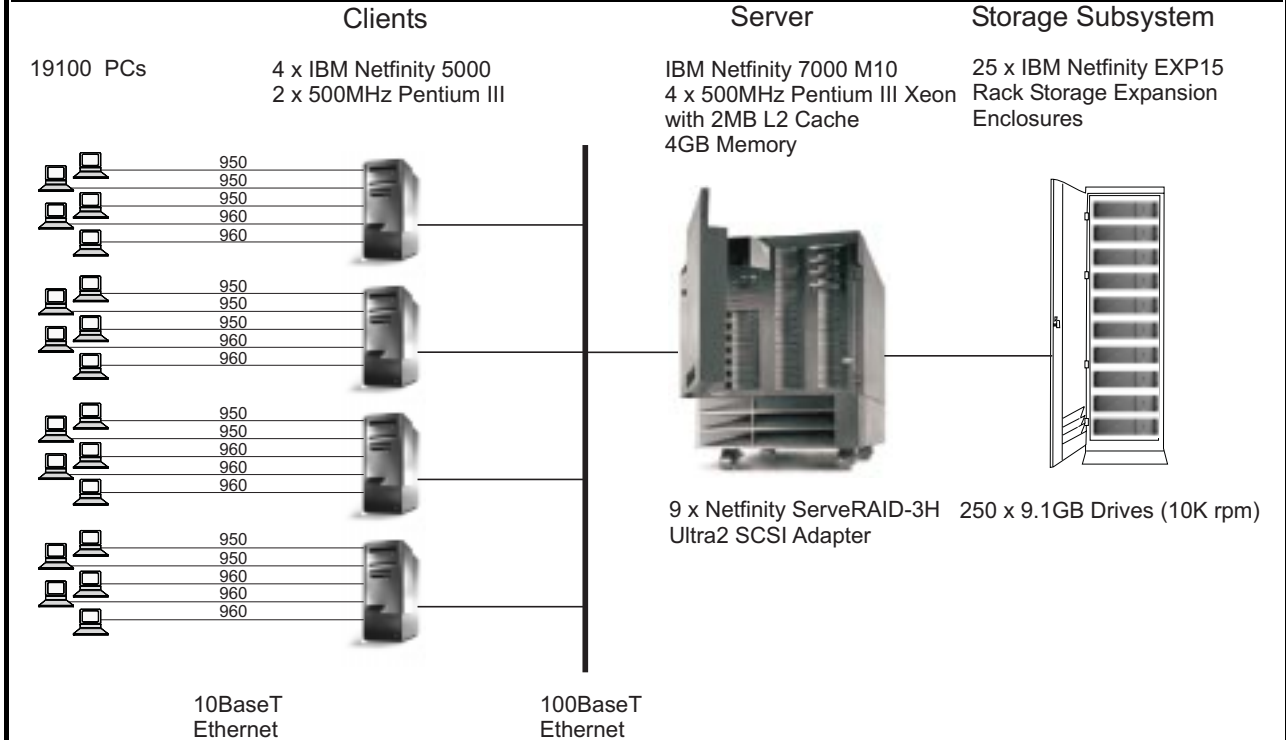 Clients
Server
Storage Subsystem
19100 PCs
4 x IBM Netfinity 5000
2 x 500MHz Pentium III
IBM Netfinity 7000 M10
4 x 500MHz Pentium III Xeon
with 2MB L2 Cache
4GB Memory
25 x IBM Netfinity EXP15
Rack Storage Expansion
Enclosures
950
950
950
960
960
950
950
950
960
960
950
950
960
960
960
950
950
960
960
960
9 x Netfinity ServeRAID-3H
Ultra2 SCSI Adapter
250 x 9.1GB Drives (10K rpm)
10BaseT
Ethernet
100BaseT
Ethernet